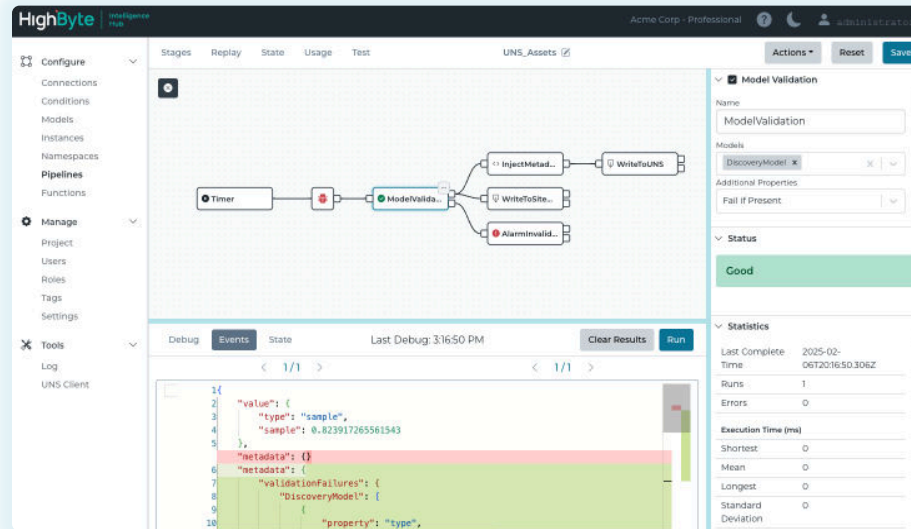 HighByte Intelligence Hub
Acme Corp - Professional
administrator
Configure
Connections
Conditions
Models
Instances
Namespaces
Pipelines
Functions
Manage
Project
Users
Roles
Tags
Settings
Tools
Log
UNS Client
Stages Replay State Usage Test
UNS_Assets
Actions Reset Save
Timer
ModelValida...
InjectMetad...
WriteToUNS
WriteToSite...
AlarmInvalid...
Debug Events State
Last Debug: 3:16:50 PM
Clear Results Run
1/1
1/1
1 {
2 "value": {
3 "type": "sample",
4 "sample": 0.823917265561543
5 },
"metadata": {}
6 "metadata": {
7 "validationFailures": {
8 "DiscoveryModel": [
9 {
10 "property": "type",
Model Validation
Name
ModelValidation
Models
DiscoveryModel x
Additional Properties
Fail If Present
Status
Good
Statistics
Last Complete Time 2025-02-
06T20:16:50.306Z
Runs 1
Errors 0
Execution Time (ms)
Shortest 0
Mean 0
Longest 0
Standard Deviation 0